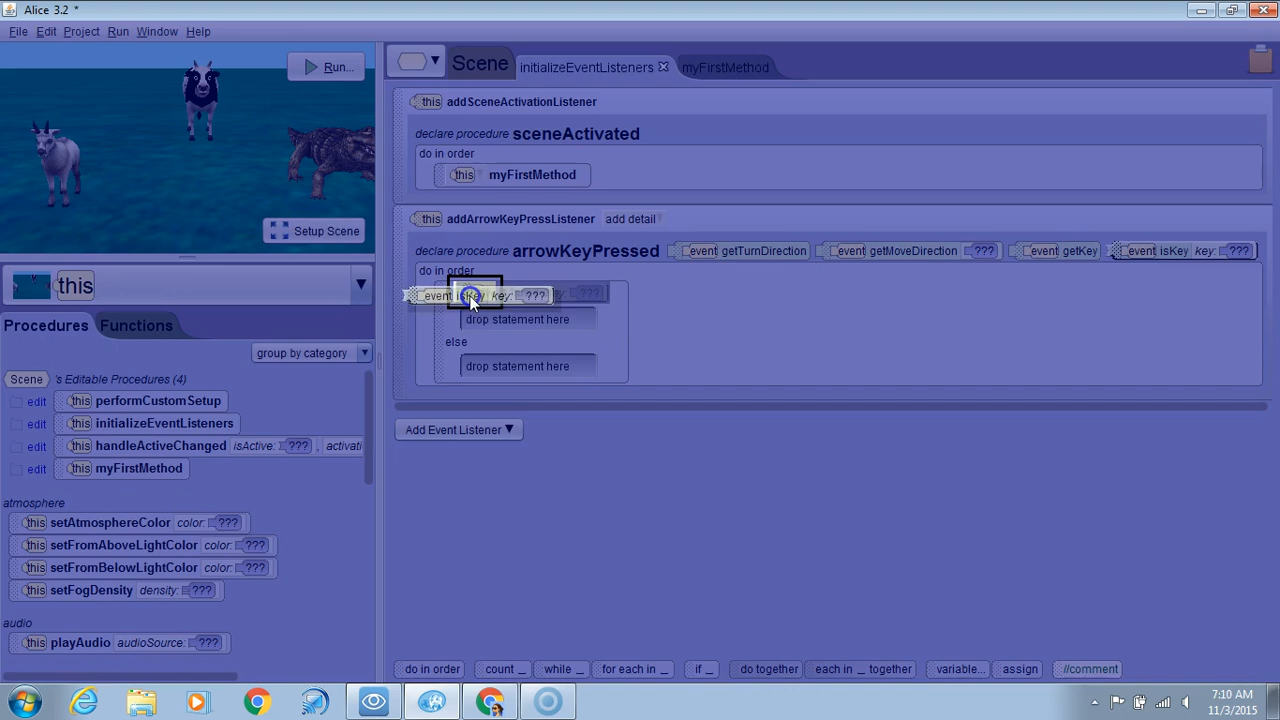 Alice 3.2 *
File Edit Project Run Window Help
Run...
Setup Scene
this
Procedures Functions
group by category
Scene 's Editable Procedures (4)
edit this performCustomSetup
edit this initializeEventListeners
edit this handleActiveChanged isActive: ??? , activati
edit this myFirstMethod
atmosphere
this setAtmosphereColor color: ???
this setFromAboveLightColor color: ???
this setFromBelowLightColor color: ???
this setFogDensity density: ???
audio
this playAudio audioSource: ???
Scene initializeEventListeners myFirstMethod
this addSceneActivationListener
declare procedure sceneActivated
do in order
this myFirstMethod
this addArrowKeyPressListener add detail
declare procedure arrowKeyPressed event getTurnDirection event getMoveDirection ??? event getKey event isKey key: ???
do in order
event isKey key: ??? ???
drop statement here
else
drop statement here
Add Event Listener
do in order count _ while _ for each in _ if _ do together each in _ together variable... assign //comment
7:10 AM
11/3/2015